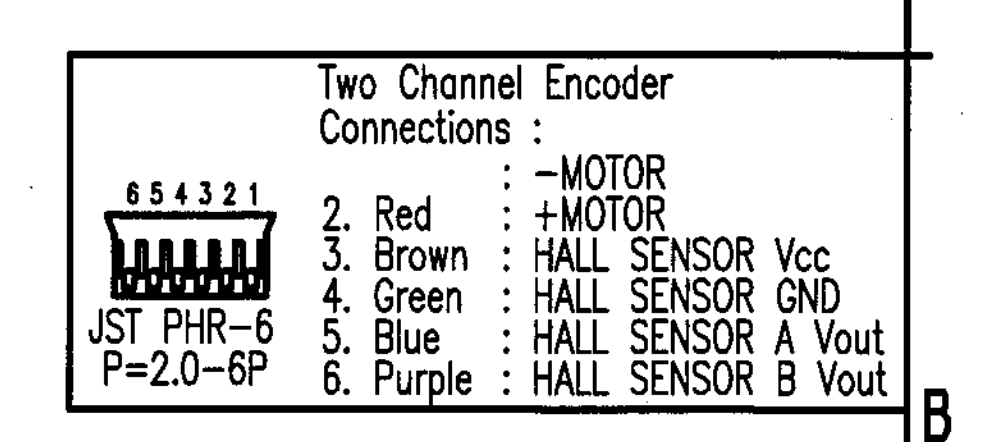 Two Channel Encoder
Connections :
: -MOTOR
2. Red : +MOTOR
3. Brown : HALL SENSOR Vcc
4. Green : HALL SENSOR GND
5. Blue : HALL SENSOR A Vout
6. Purple : HALL SENSOR B Vout
6 5 4 3 2 1
JST PHR-6
P=2.0-6P
B